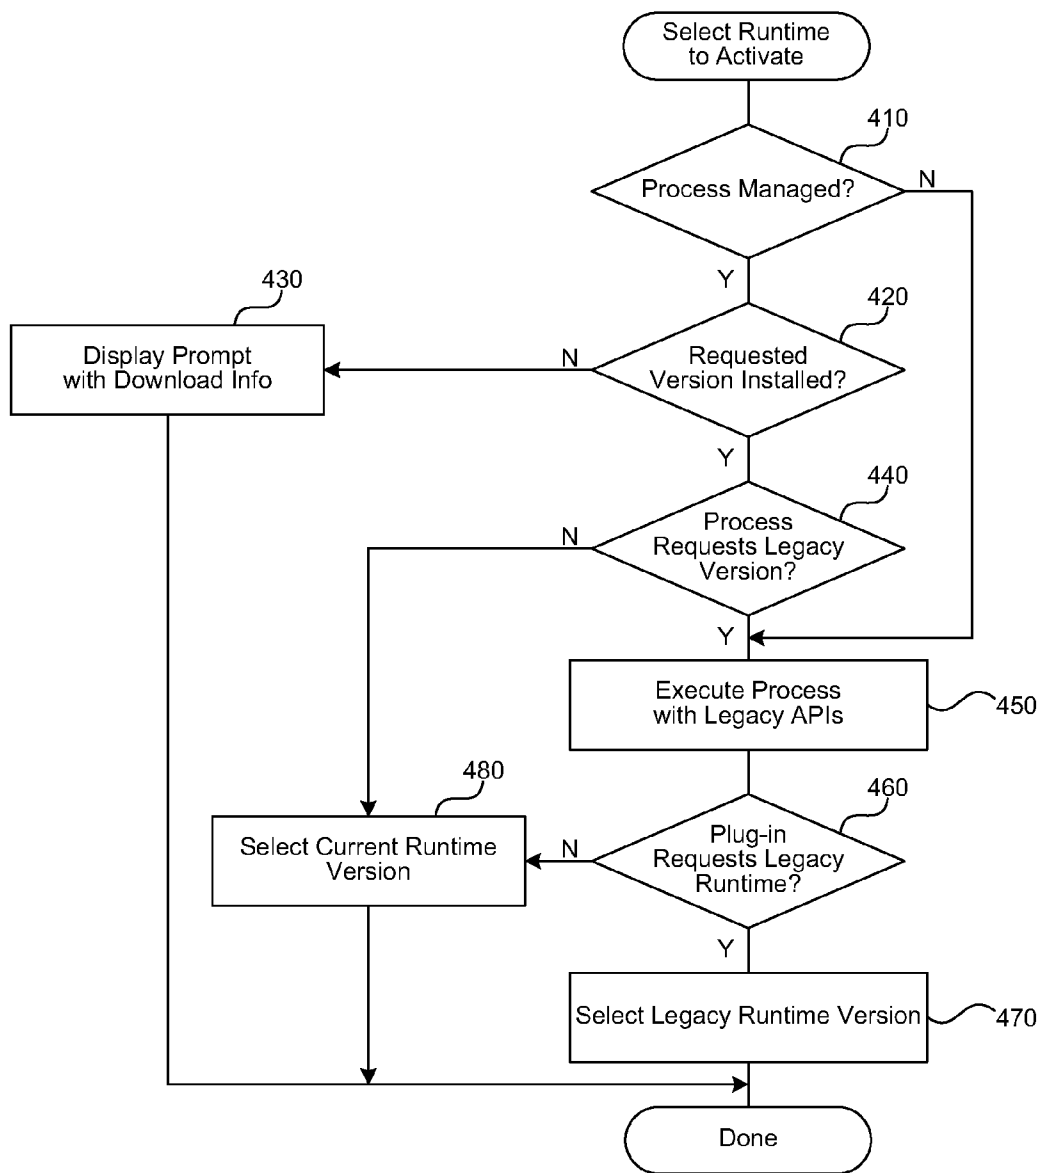 Select Runtime
to Activate
410
Process Managed?
N
Y
430
420
Display Prompt
with Download Info
N
Requested
Version Installed?
Y
440
N
Process
Requests Legacy
Version?
Y
Execute Process
with Legacy APIs
450
480
460
Select Current Runtime
Version
N
Plug-in
Requests Legacy
Runtime?
Y
Select Legacy Runtime Version
470
Done